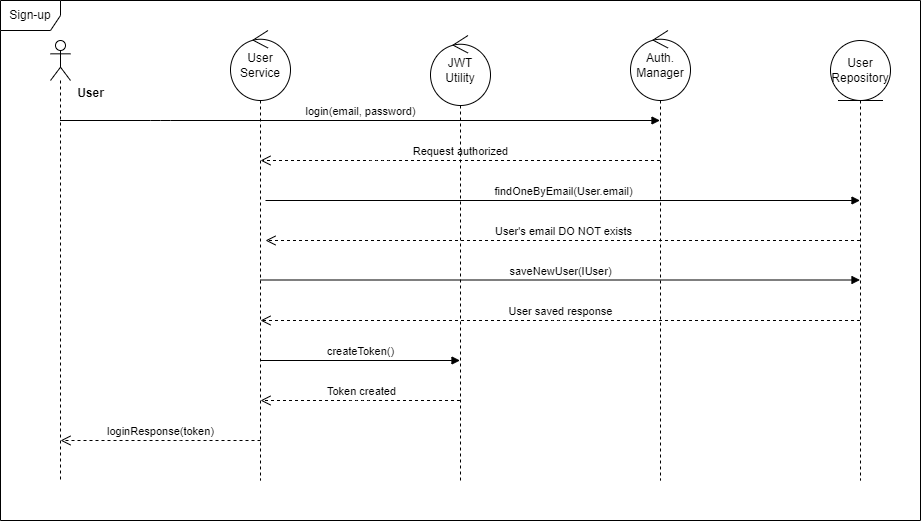 Sign-up
User
User
Service
JWT
Utility
Auth.
Manager
User
Repository
login(email, password)
Request authorized
findOneByEmail(User.email)
User's email DO NOT exists
saveNewUser(IUser)
User saved response
createToken()
Token created
loginResponse(token)